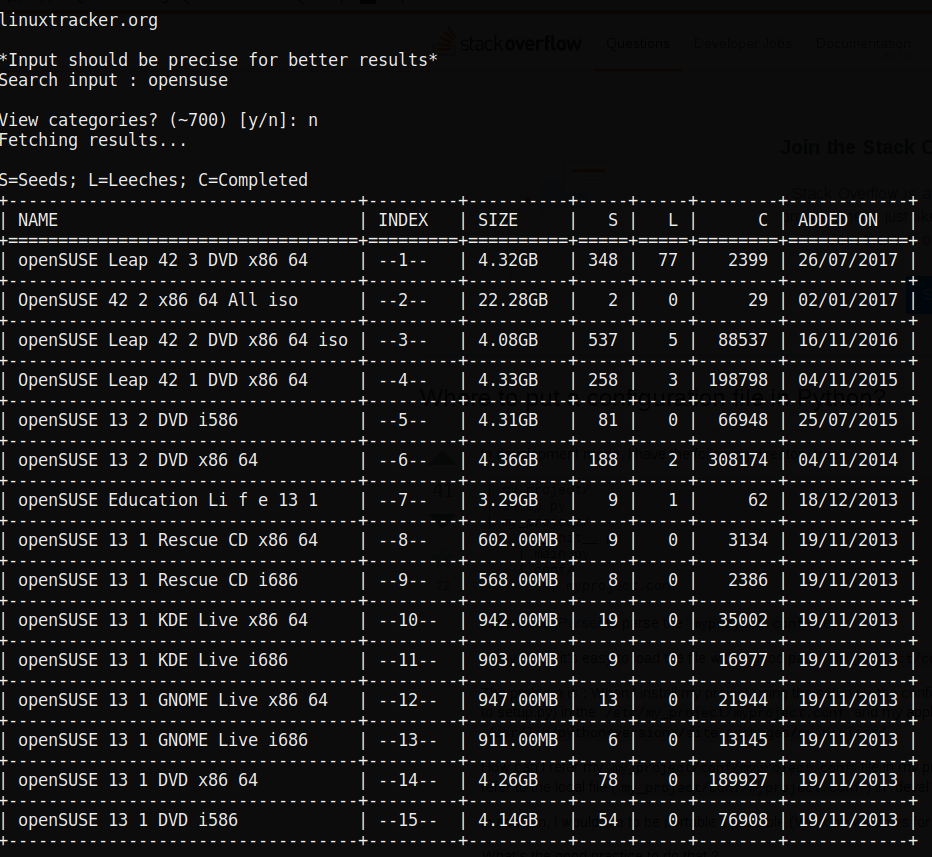 linuxtracker.org
stackoverflow Questions Developer Jobs Documentation
*Input should be precise for better results*
Search input : opensuse
View categories? (~700) [y/n]: n
Fetching results...
Join the Stack
S=Seeds; L=Leeches; C=Completed
| NAME | INDEX | SIZE | S | L | C | ADDED ON |
| openSUSE Leap 42 3 DVD x86 64 | --1-- | 4.32GB | 348 | 77 | 2399 | 26/07/2017 |
| OpenSUSE 42 2 x86 64 All iso | --2-- | 22.28GB | 2 | 0 | 29 | 02/01/2017 |
| openSUSE Leap 42 2 DVD x86 64 iso | --3-- | 4.08GB | 537 | 5 | 88537 | 16/11/2016 |
| OpenSUSE Leap 42 1 DVD x86 64 | --4-- | 4.33GB | 258 | 3 | 198798 | 04/11/2015 |
| openSUSE 13 2 DVD i586 | --5-- | 4.31GB | 81 | 0 | 66948 | 25/07/2015 |
| openSUSE 13 2 DVD x86 64 | --6-- | 4.36GB | 188 | 2 | 308174 | 04/11/2014 |
| openSUSE Education Li f e 13 1 | --7-- | 3.29GB | 9 | 1 | 62 | 18/12/2013 |
| openSUSE 13 1 Rescue CD x86 64 | --8-- | 602.00MB | 9 | 0 | 3134 | 19/11/2013 |
| openSUSE 13 1 Rescue CD i686 | --9-- | 568.00MB | 8 | 0 | 2386 | 19/11/2013 |
| openSUSE 13 1 KDE Live x86 64 | --10-- | 942.00MB | 19 | 0 | 35002 | 19/11/2013 |
| openSUSE 13 1 KDE Live i686 | --11-- | 903.00MB | 9 | 0 | 16977 | 19/11/2013 |
| openSUSE 13 1 GNOME Live x86 64 | --12-- | 947.00MB | 13 | 0 | 21944 | 19/11/2013 |
| openSUSE 13 1 GNOME Live i686 | --13-- | 911.00MB | 6 | 0 | 13145 | 19/11/2013 |
| openSUSE 13 1 DVD x86 64 | --14-- | 4.26GB | 78 | 0 | 189927 | 19/11/2013 |
| openSUSE 13 1 DVD i586 | --15-- | 4.14GB | 54 | 0 | 76908 | 19/11/2013 |